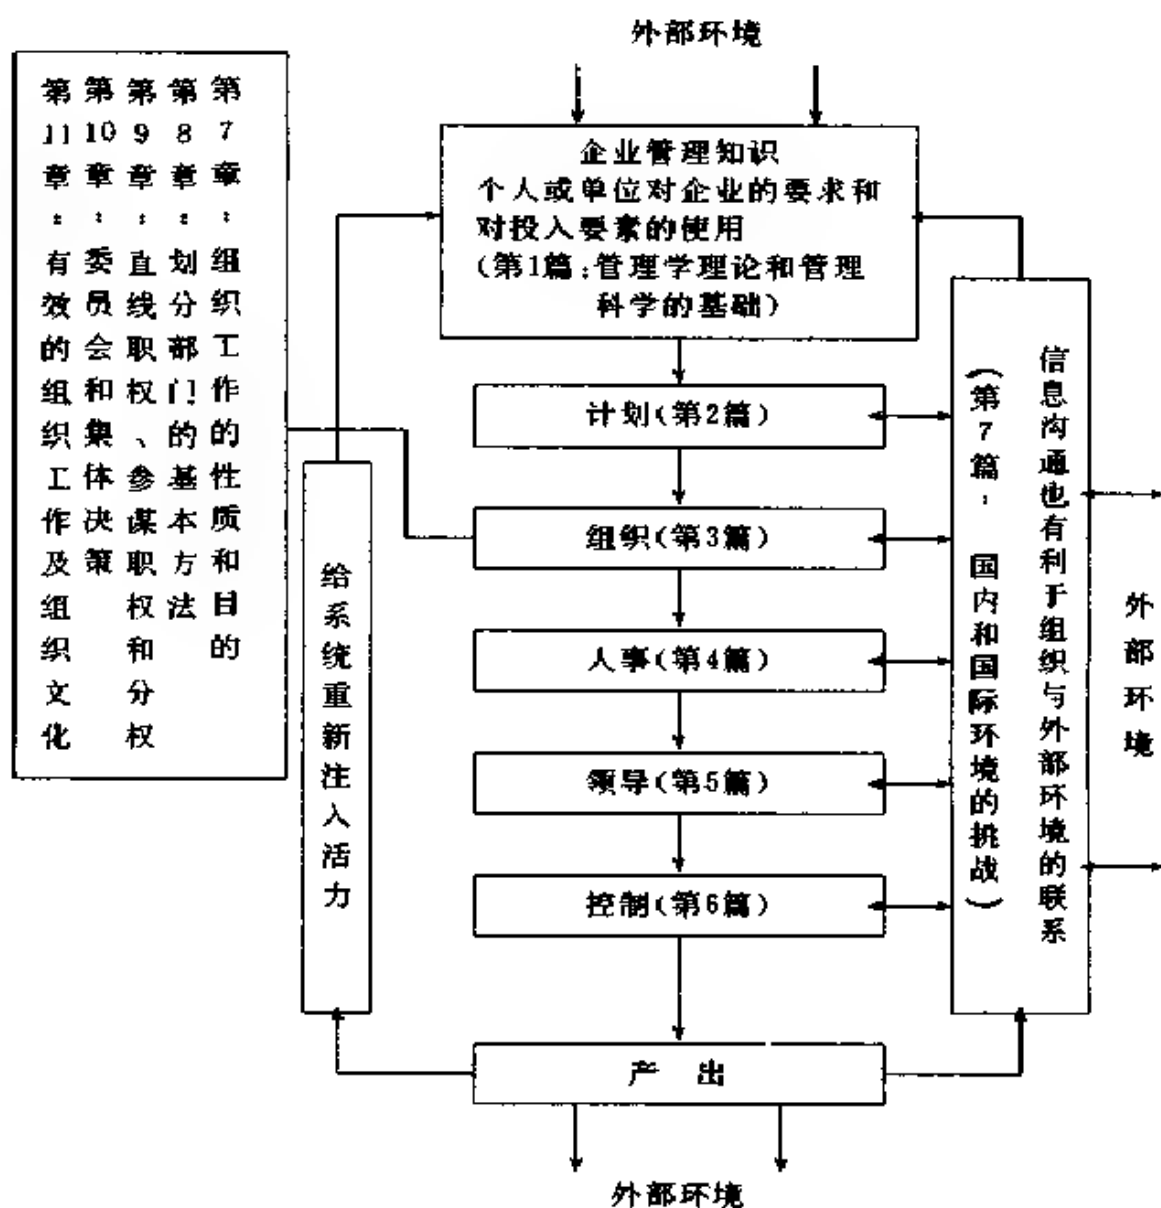 外部环境
第7章：组织工作的性质和目的
第8章：划分部门的基本方法
第9章：直线职权、参谋职权和分权
第10章：委员会和集体决策
第11章：有效的组织工作及组织文化
企业管理知识
个人或单位对企业的要求和
对投入要素的使用
（第1篇：管理学理论和管理
科学的基础）
计划（第2篇）
组织（第3篇）
人事（第4篇）
领导（第5篇）
控制（第6篇）
产 出
给系统重新注入活力
信息沟通也有利于组织与外部环境的联系
（第7篇： 国内和国际环境的挑战）
外部环境
外部环境